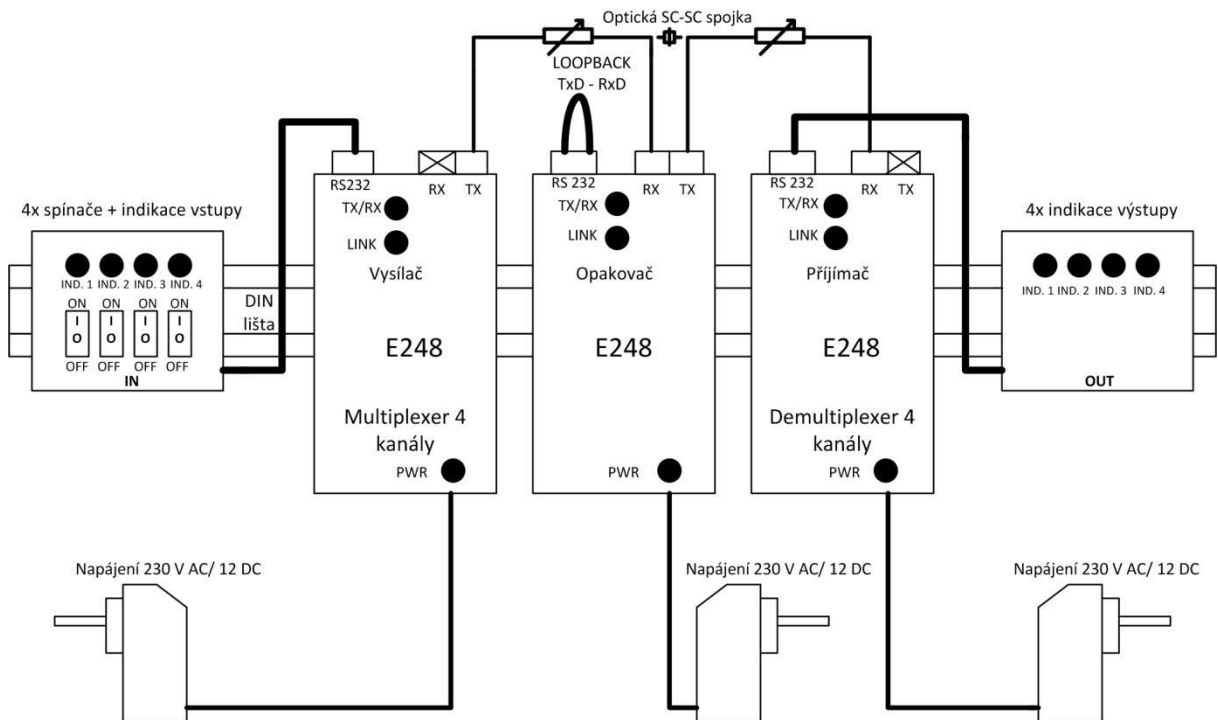 Optická SC-SC spojka
LOOPBACK
TxD - RxD
4x spínače + indikace vstupy
IND. 1 IND. 2 IND. 3 IND. 4
ON ON ON ON
I I I I
O O O O
OFF OFF OFF OFF
IN
DIN
lišta
RS232
RX TX
TX/RX
LINK
Vysílač
E248
Multiplexer 4
kanály
PWR
RS 232
RX TX
TX/RX
LINK
Opakovač
E248
PWR
RS 232
RX TX
TX/RX
LINK
Příjímač
E248
Demultiplexer 4
kanály
PWR
4x indikace výstupy
IND. 1 IND. 2 IND. 3 IND. 4
OUT
Napájení 230 V AC/ 12 DC
Napájení 230 V AC/ 12 DC
Napájení 230 V AC/ 12 DC